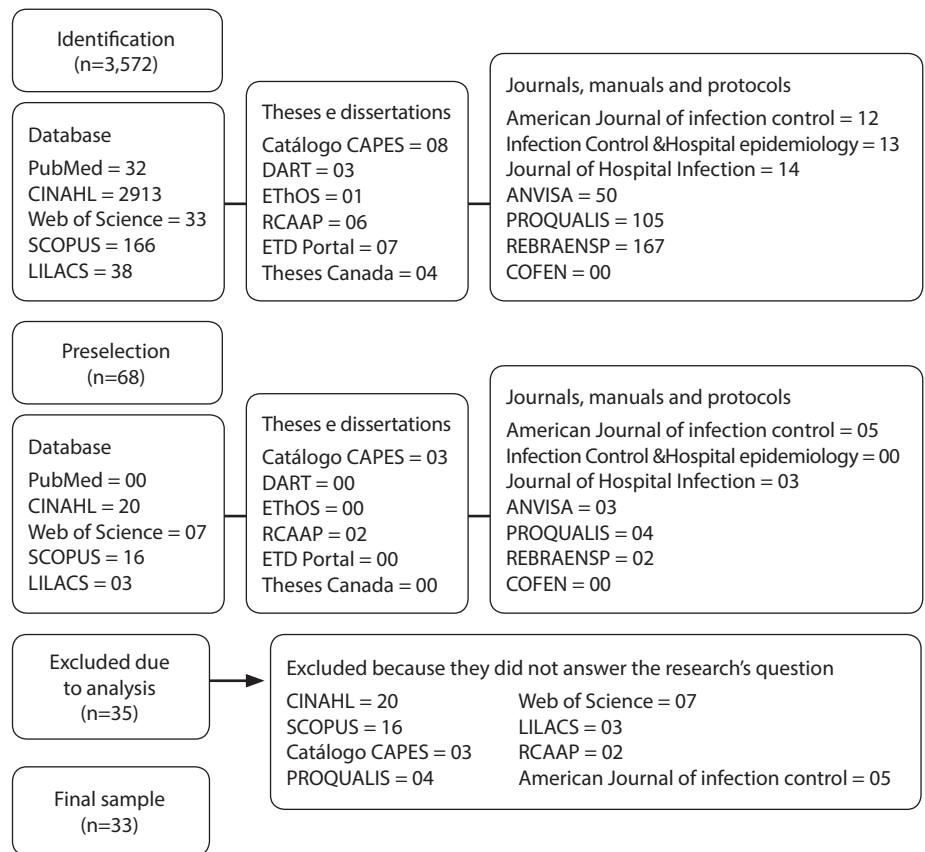 Identification
(n=3,572)
Database
PubMed = 32
CINAHL = 2913
Web of Science = 33
SCOPUS = 166
LILACS = 38
Theses e dissertations
Catálogo CAPES = 08
DART = 03
EThOS = 01
RCAAP = 06
ETD Portal = 07
Theses Canada = 04
Journals, manuals and protocols
American Journal of infection control = 12
Infection Control &Hospital epidemiology = 13
Journal of Hospital Infection = 14
ANVISA = 50
PROQUALIS = 105
REBRAENSP = 167
COFEN = 00
Preselection
(n=68)
Database
PubMed = 00
CINAHL = 20
Web of Science = 07
SCOPUS = 16
LILACS = 03
Theses e dissertations
Catálogo CAPES = 03
DART = 00
EThOS = 00
RCAAP = 02
ETD Portal = 00
Theses Canada = 00
Journals, manuals and protocols
American Journal of infection control = 05
Infection Control &Hospital epidemiology = 00
Journal of Hospital Infection = 03
ANVISA = 03
PROQUALIS = 04
REBRAENSP = 02
COFEN = 00
Excluded due
to analysis
(n=35)
Excluded because they did not answer the research's question
CINAHL = 20
SCOPUS = 16
Catálogo CAPES = 03
PROQUALIS = 04
Web of Science = 07
LILACS = 03
RCAAP = 02
American Journal of infection control = 05
Final sample
(n=33)